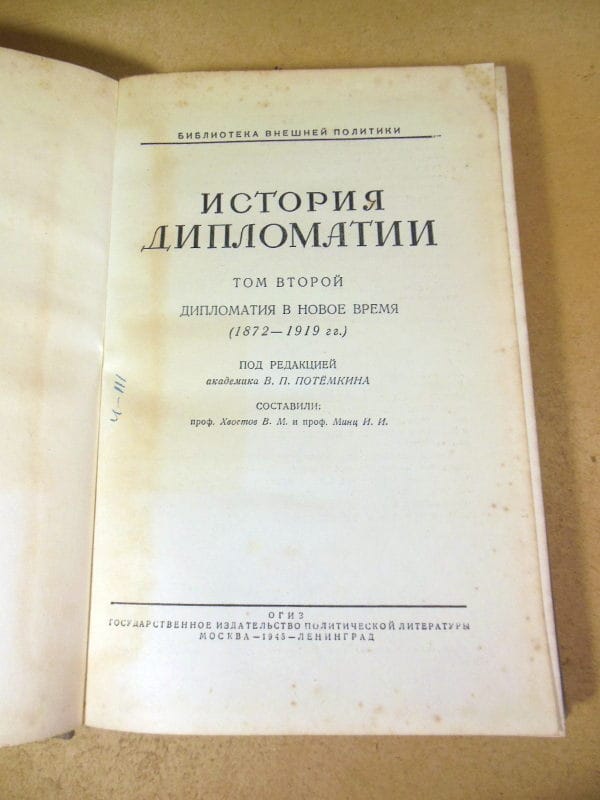 БИБЛИОТЕКА ВНЕШНЕЙ ПОЛИТИКИ
ИСТОРИЯ
ДИПЛОМАТИИ
ТОМ ВТОРОЙ
ДИПЛОМАТИЯ В НОВОЕ ВРЕМЯ
(1872—1919 гг.)
ПОД РЕДАКЦИЕЙ
академика В. П. ПОТЁМКИНА
СОСТАВИЛИ:
проф. Хвостов В. М. и проф. Минц И. И.
ОГИЗ
ГОСУДАРСТВЕННОЕ ИЗДАТЕЛЬСТВО ПОЛИТИЧЕСКОЙ ЛИТЕРАТУРЫ
МОСКВА—1945—ЛЕНИНГРАД